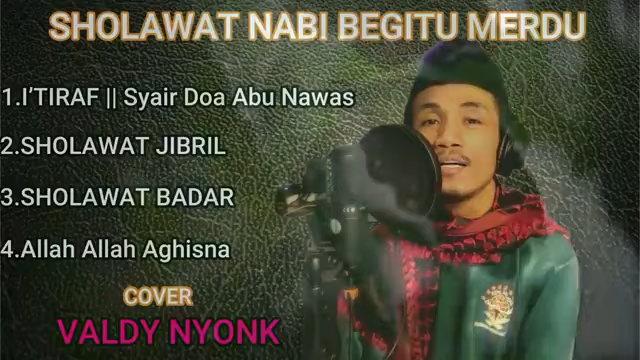 SHOLAWAT NABI BEGITU MERDU
1.I'TIRAF || Syair Doa Abu Nawas
2.SHOLAWAT JIBRIL
3.SHOLAWAT BADAR
4.Allah Allah Aghisna
COVER
VALDY NYONK